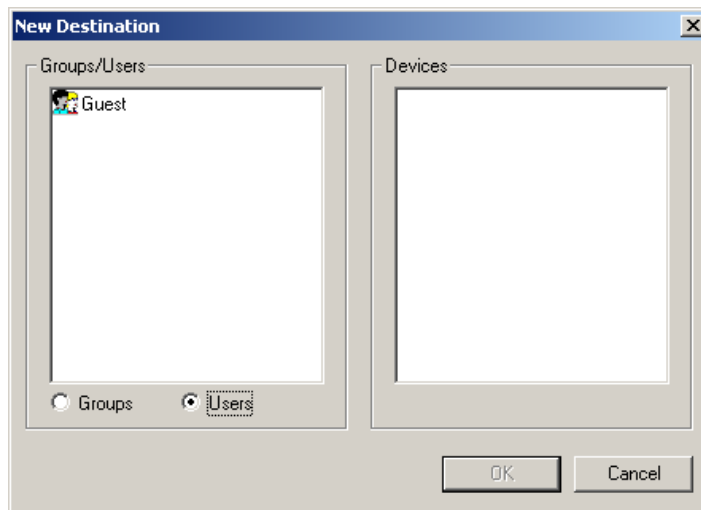 New Destination
Groups/Users
Guest
Groups
Users
Devices
OK
Cancel